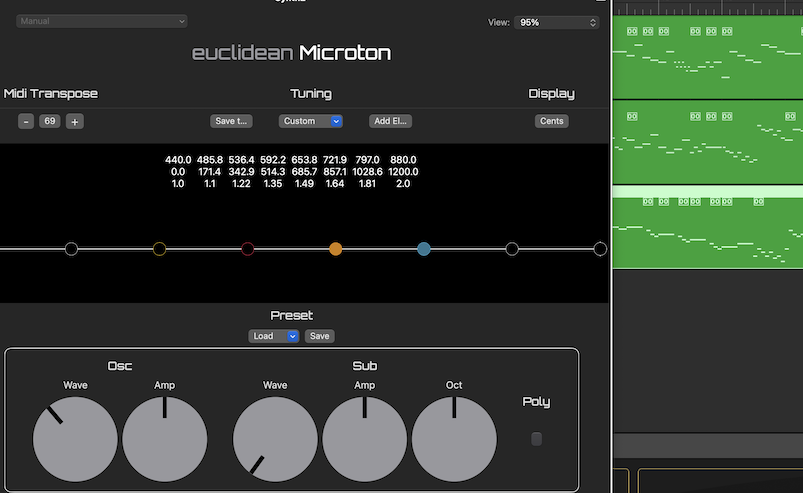 Manual
View: 95%
euclidean Microton
Midi Transpose
Tuning
Display
- 69 +
Save t...
Custom
Add El...
Cents
440.0 485.8 536.4 592.2 653.8 721.9 797.0 880.0
0.0 171.4 342.9 514.3 685.7 857.1 1028.6 1200.0
1.0 1.1 1.22 1.35 1.49 1.64 1.81 2.0
Preset
Load
Save
Osc
Sub
Wave
Amp
Wave
Amp
Oct
Poly